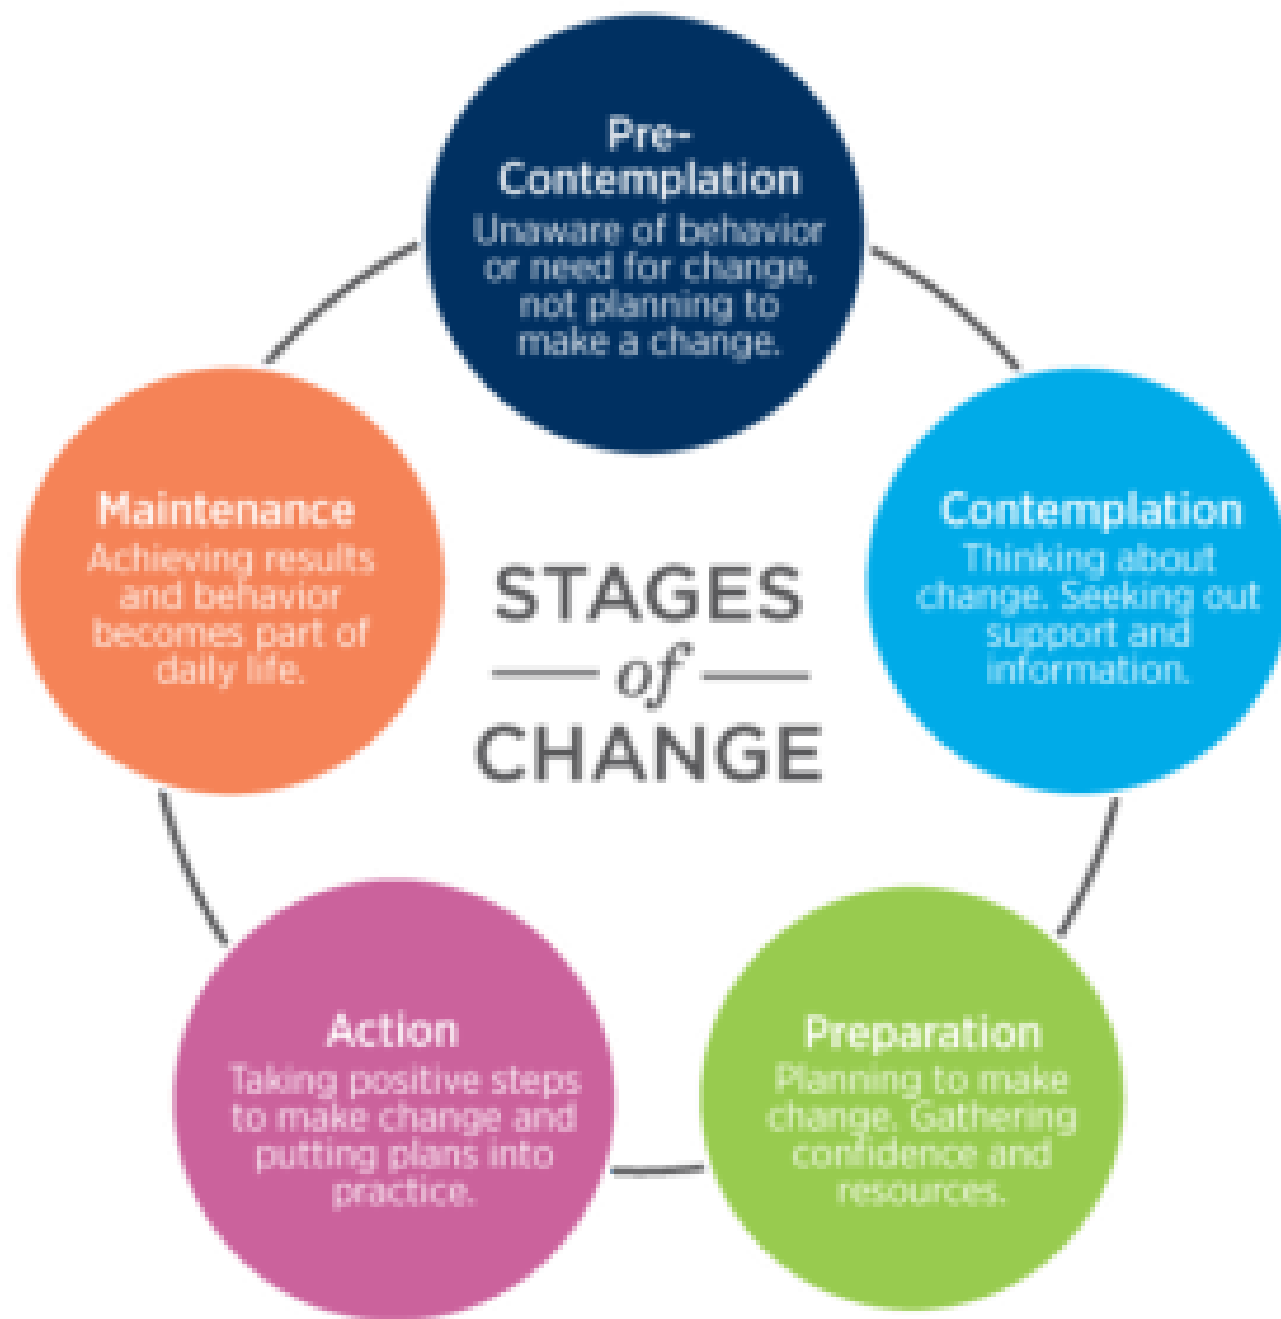 Pre-
Contemplation
Unaware of behavior
or need for change,
not planning to
make a change.
Contemplation
Thinking about
change. Seeking out
support and
information.
Preparation
Planning to make
change. Gathering
confidence and
resources.
Action
Taking positive steps
to make change and
putting plans into
practice.
Maintenance
Achieving results
and behavior
becomes part of
daily life.
STAGES
of
CHANGE